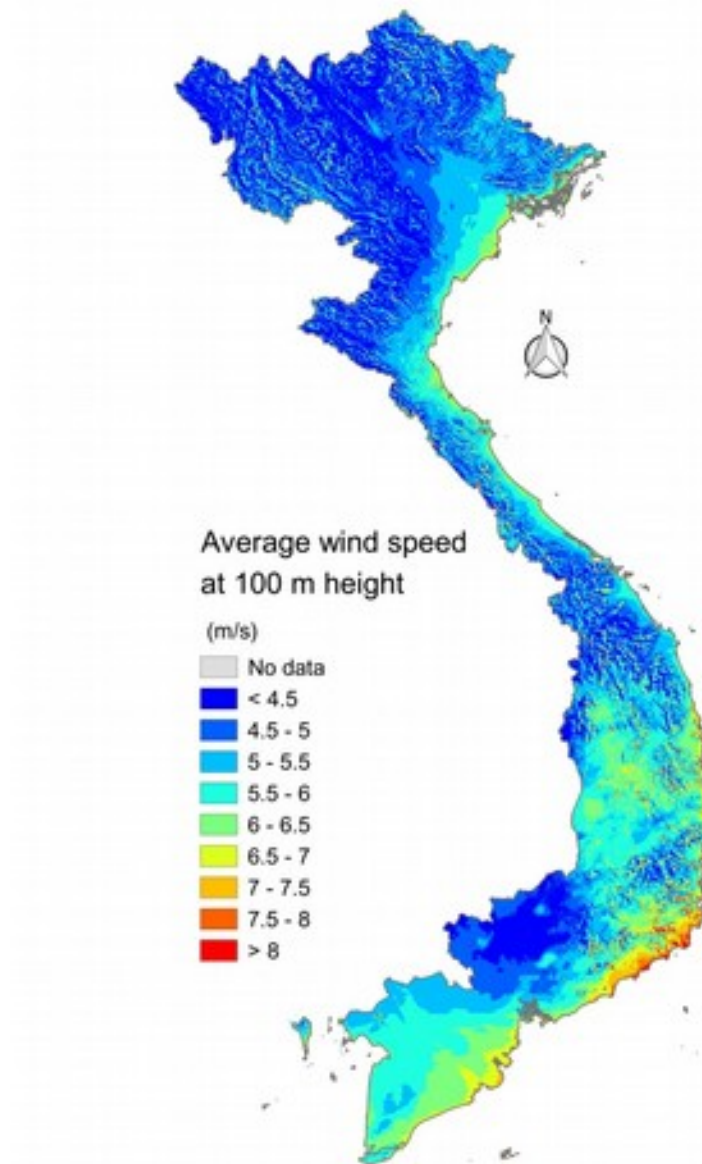 N
Average wind speed
at 100 m height
(m/s)
No data
< 4.5
4.5 - 5
5 - 5.5
5.5 - 6
6 - 6.5
6.5 - 7
7 - 7.5
7.5 - 8
> 8